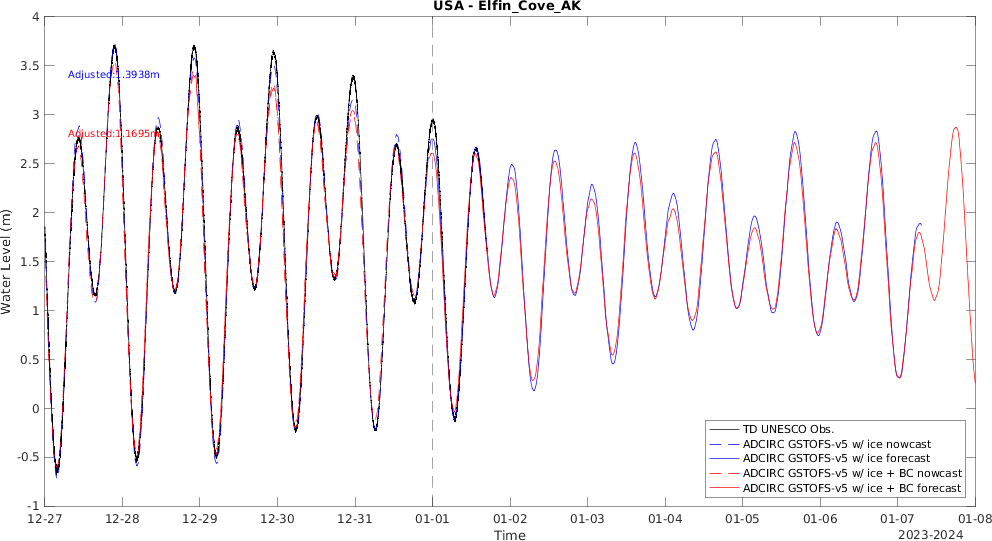 USA - Elfin_Cove_AK
Water Level (m)
4
3.5
3
2.5
2
1.5
1
0.5
0
-0.5
-1
Adjusted:1.3938m
Adjusted:1.1695m
TD UNESCO Obs.
ADCIRC GSTOFS-v5 w/ ice nowcast
ADCIRC GSTOFS-v5 w/ ice forecast
ADCIRC GSTOFS-v5 w/ ice + BC nowcast
ADCIRC GSTOFS-v5 w/ ice + BC forecast
12-27 12-28 12-29 12-30 12-31 01-01 01-02 01-03 01-04 01-05 01-06 01-07 01-08
Time
2023-2024